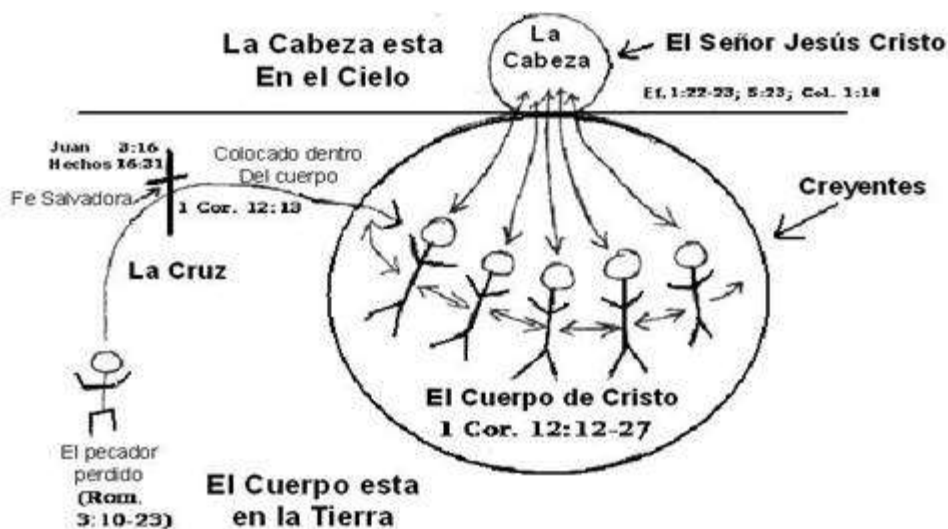 La Cabeza esta
En el Cielo
La
Cabeza
El Señor Jesús Cristo
Ef. 1:22-23; 5:23; Col. 1:18
Juan 3:16
Hechos 16:31
Fe Salvadora
Colocado dentro
Del cuerpo
1 Cor. 12:13
La Cruz
Creyentes
El Cuerpo de Cristo
1 Cor. 12:12-27
El pecador
perdido
(Rom.
3:10-23)
El Cuerpo esta
en la Tierra